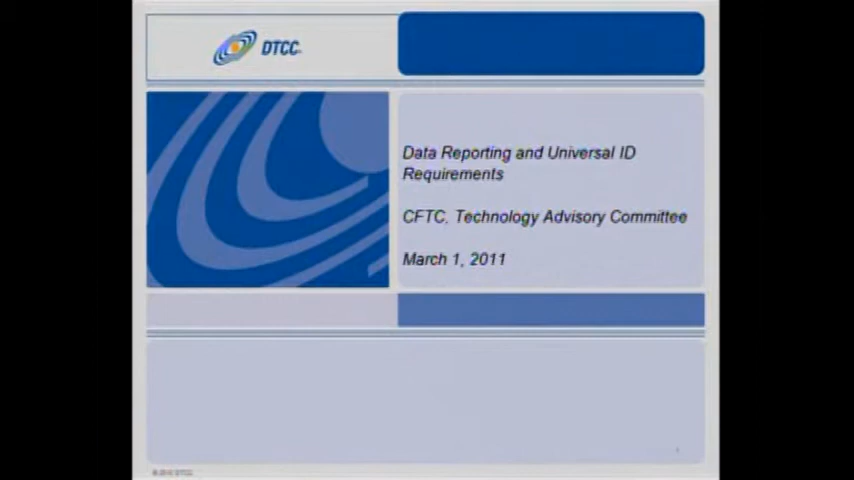 DTCC
Data Reporting and Universal ID
Requirements
CFTC, Technology Advisory Committee
March 1, 2011